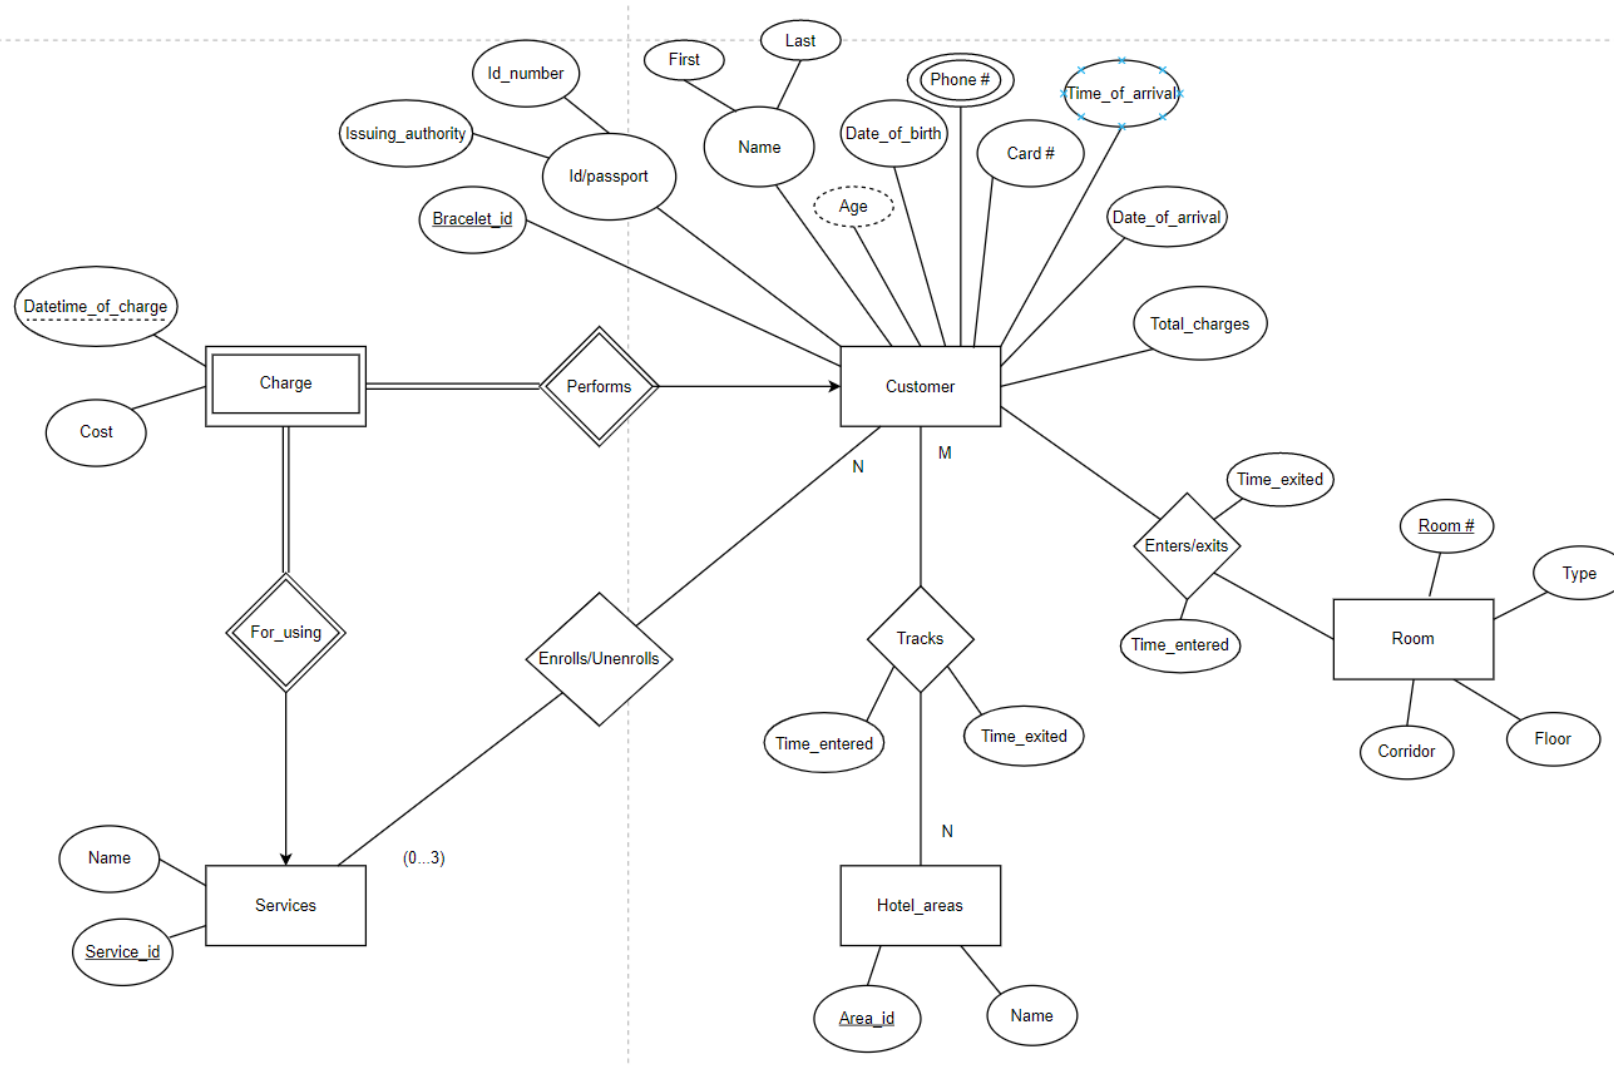 Last
First
Id_number
Phone #
Time_of_arrival
Issuing_authority
Date_of_birth
Name
Card #
Id/passport
Age
Bracelet_id
Date_of_arrival
Datetime_of_charge
Total_charges
Charge
Performs
Customer
Cost
N
M
Time_exited
Room #
Enters/exits
Type
For_using
Tracks
Room
Time_entered
Enrolls/Unenrolls
Time_entered
Time_exited
Floor
Corridor
N
Name
(0...3)
Services
Hotel_areas
Service_id
Area_id
Name